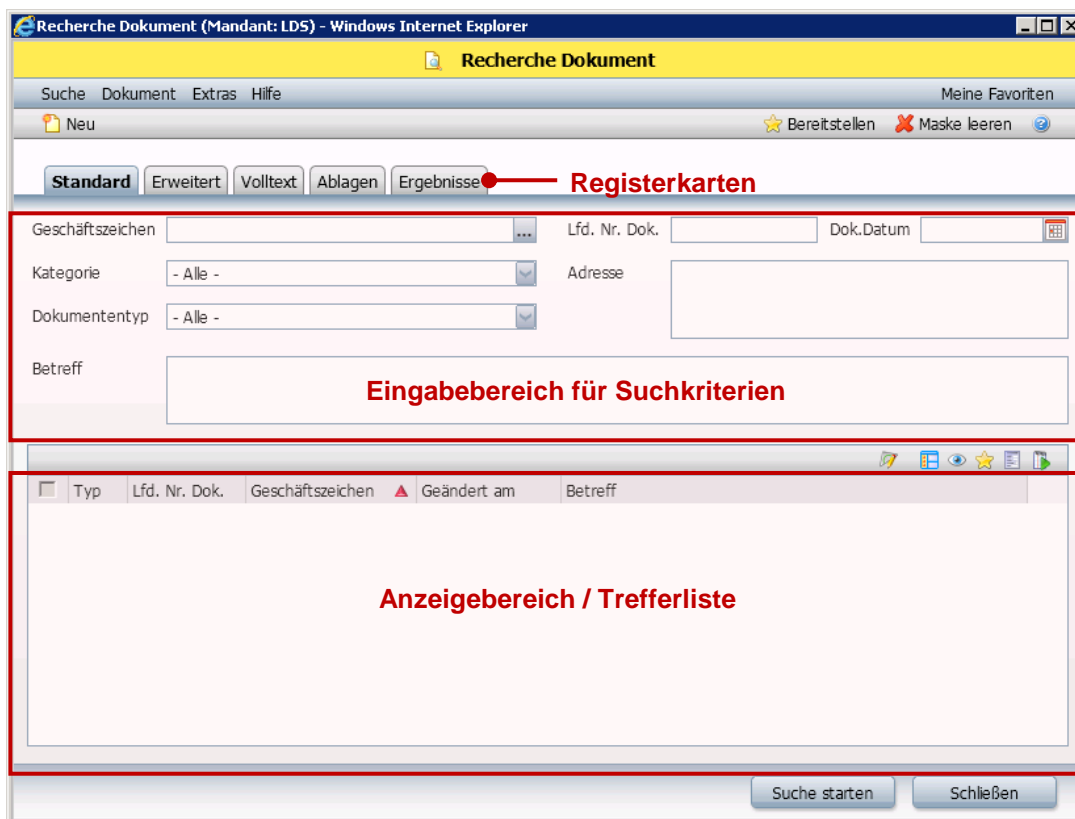 Recherche Dokument (Mandant: LDS) - Windows Internet Explorer
Recherche Dokument
Suche Dokument Extras Hilfe Meine Favoriten
Neu Bereitstellen Maske leeren
Standard Erweitert Volltext Ablagen Ergebnisse Registerkarten
Geschäftszeichen ... Lfd. Nr. Dok. Dok.Datum
Kategorie - Alle - Adresse
Dokumententyp - Alle -
Betreff
Eingabebereich für Suchkriterien
Typ Lfd. Nr. Dok. Geschäftszeichen Geändert am Betreff
Anzeigebereich / Trefferliste
Suche starten Schließen